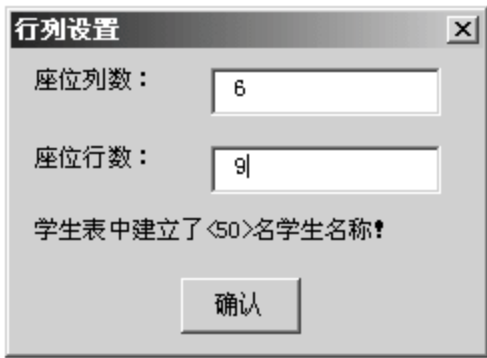 行列设置
座位列数： 6
座位行数： 9
学生表中建立了<50>名学生名称！
确认